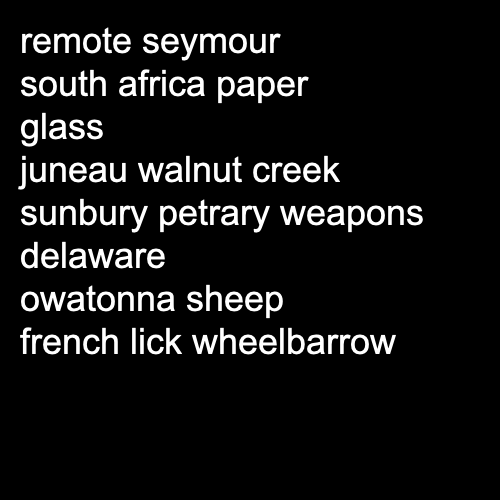 remote seymour
south africa paper
glass
juneau walnut creek
sunbury petrary weapons
delaware
owatonna sheep
french lick wheelbarrow